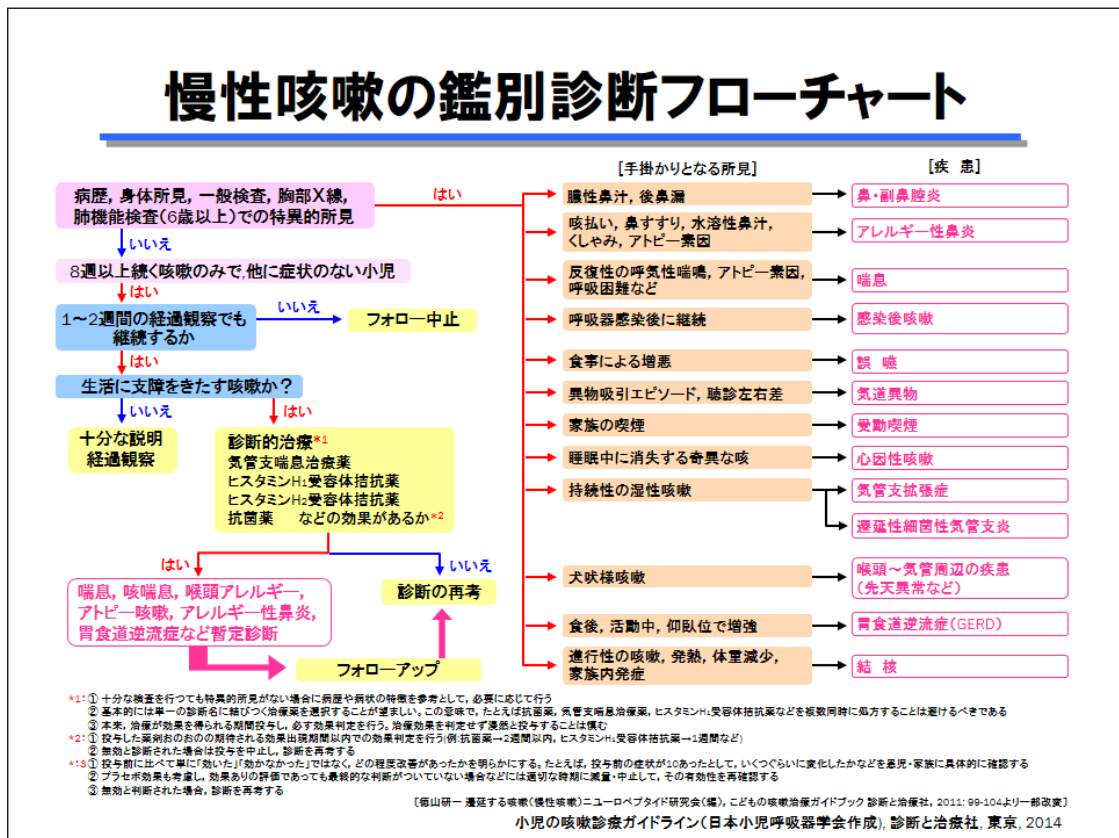 慢性咳嗽の鑑別診断フローチャート
病歴, 身体所見, 一般検査, 胸部X線,
肺機能検査(6歳以上)での特異的所見
はい
いいえ
8週以上続く咳嗽のみで,他に症状のない小児
はい
1～2週間の経過観察でも
継続するか
いいえ
フォロー中止
はい
生活に支障をきたす咳嗽か？
いいえ
はい
十分な説明
経過観察
診断的治療*1
気管支喘息治療薬
ヒスタミンH1受容体拮抗薬
ヒスタミンH2受容体拮抗薬
抗菌薬 などの効果があるか*2
はい
いいえ
喘息, 咳喘息, 喉頭アレルギー,
アトピー咳嗽, アレルギー性鼻炎,
胃食道逆流症など暫定診断
診断の再考
フォローアップ
[手掛かりとなる所見]
[疾 患]
膿性鼻汁, 後鼻漏
鼻・副鼻腔炎
咳払い, 鼻すすり, 水溶性鼻汁,
くしゃみ, アトピー素因
アレルギー性鼻炎
反復性の呼気性喘鳴, アトピー素因,
呼吸困難など
喘息
呼吸器感染後に継続
感染後咳嗽
食事による増悪
誤 嚥
異物吸引エピソード, 聴診左右差
気道異物
家族の喫煙
受動喫煙
睡眠中に消失する奇異な咳
心因性咳嗽
持続性の湿性咳嗽
気管支拡張症
遷延性細菌性気管支炎
犬吠様咳嗽
喉頭～気管周辺の疾患
(先天異常など)
食後, 活動中, 仰臥位で増強
胃食道逆流症(GERD)
進行性の咳嗽, 発熱, 体重減少,
家族内発症
結 核
*1:① 十分な検査を行っても特異的所見がない場合に病歴や病状の特徴を参考として, 必要に応じて行う
② 基本的には単一の診断名に結びつく治療薬を選択することが望ましい。この意味で, たとえば抗菌薬, 気管支喘息治療薬, ヒスタミンH1受容体拮抗薬などを複数同時に処方することは避けるべきである
③ 本来, 治療が効果を得られる期間投与し, 必ず効果判定を行う。治療効果を判定せず漫然と投与することは慎む
*2:① 投与した薬剤おのおのの期待される効果出現期間以内での効果判定を行う(例:抗菌薬→2週間以内, ヒスタミンH1受容体拮抗薬→1週間など)
② 無効と診断された場合は投与を中止し, 診断を再考する
*:3① 投与前に比べて単に「効いた」「効かなかった」ではなく, どの程度改善があったかを明らかにする。たとえば, 投与前の症状が10あったとして, いくつぐらいに変化したかなどを患児・家族に具体的に確認する
② プラセボ効果も考慮し, 効果ありの評価であっても最終的な判断がついていない場合などには適切な時期に減量・中止して, その有効性を再確認する
③ 無効と判断された場合, 診断を再考する
[徳山研一 遷延する咳嗽(慢性咳嗽) ニューロペプタイド研究会(編), こどもの咳嗽治療ガイドブック 診断と治療社, 2011: 99-104より一部改変]
小児の咳嗽診療ガイドライン(日本小児呼吸器学会作成), 診断と治療社, 東京, 2014